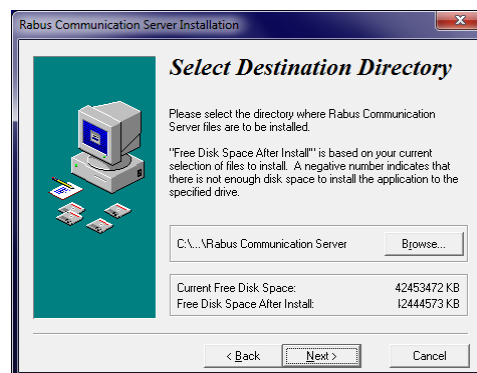 Rabus Communication Server Installation
Select Destination Directory
Please select the directory where Rabus Communication
Server files are to be installed.
"Free Disk Space After Install" is based on your current
selection of files to install. A negative number indicates that
there is not enough disk space to install the application to the
specified drive.
C:\...\Rabus Communication Server
Browse...
Current Free Disk Space: 42453472 KB
Free Disk Space After Install: 12444573 KB
< Back
Next >
Cancel